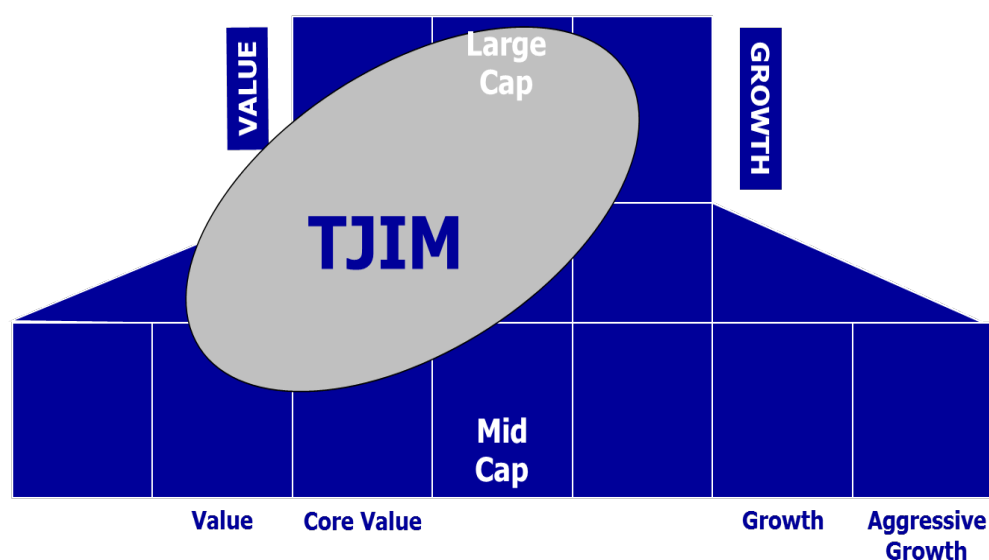 VALUE
Large
Cap
GROWTH
TJIM
Mid
Cap
Value
Core Value
Growth
Aggressive
Growth